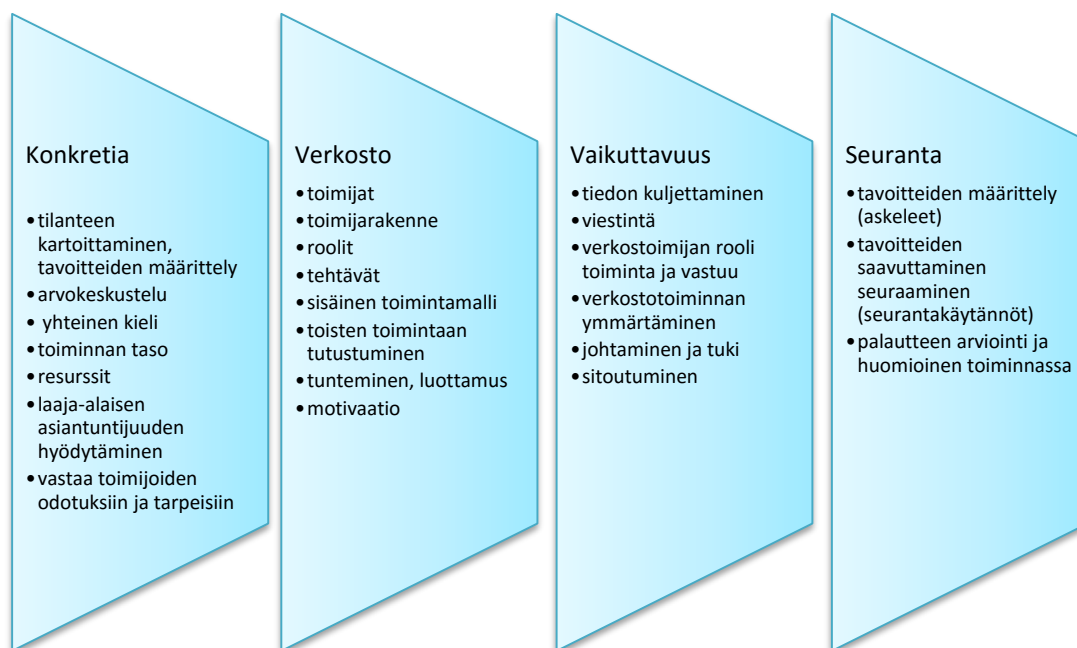 Konkretia
•tilanteen
kartoittaminen,
tavoitteiden määrittely
•arvokeskustelu
• yhteinen kieli
•toiminnan taso
•resurssit
•laaja-alaisen
asiantuntijuuden
hyödytäminen
•vastaa toimijoiden
odotuksiin ja tarpeisiin
Verkosto
•toimijat
•toimijarakenne
•roolit
•tehtävät
•sisäinen toimintamalli
•toisten toimintaan
tutustuminen
•tunteminen, luottamus
•motivaatio
Vaikuttavuus
•tiedon kuljettaminen
•viestintä
•verkostoimijan rooli
toiminta ja vastuu
•verkostotoiminnan
ymmärtäminen
•johtaminen ja tuki
•sitoutuminen
Seuranta
•tavoitteiden määrittely
(askeleet)
•tavoitteiden
saavuttaminen
seuraaminen
(seurantakäytännöt)
•palautteen arviointi ja
huomioinen toiminnassa